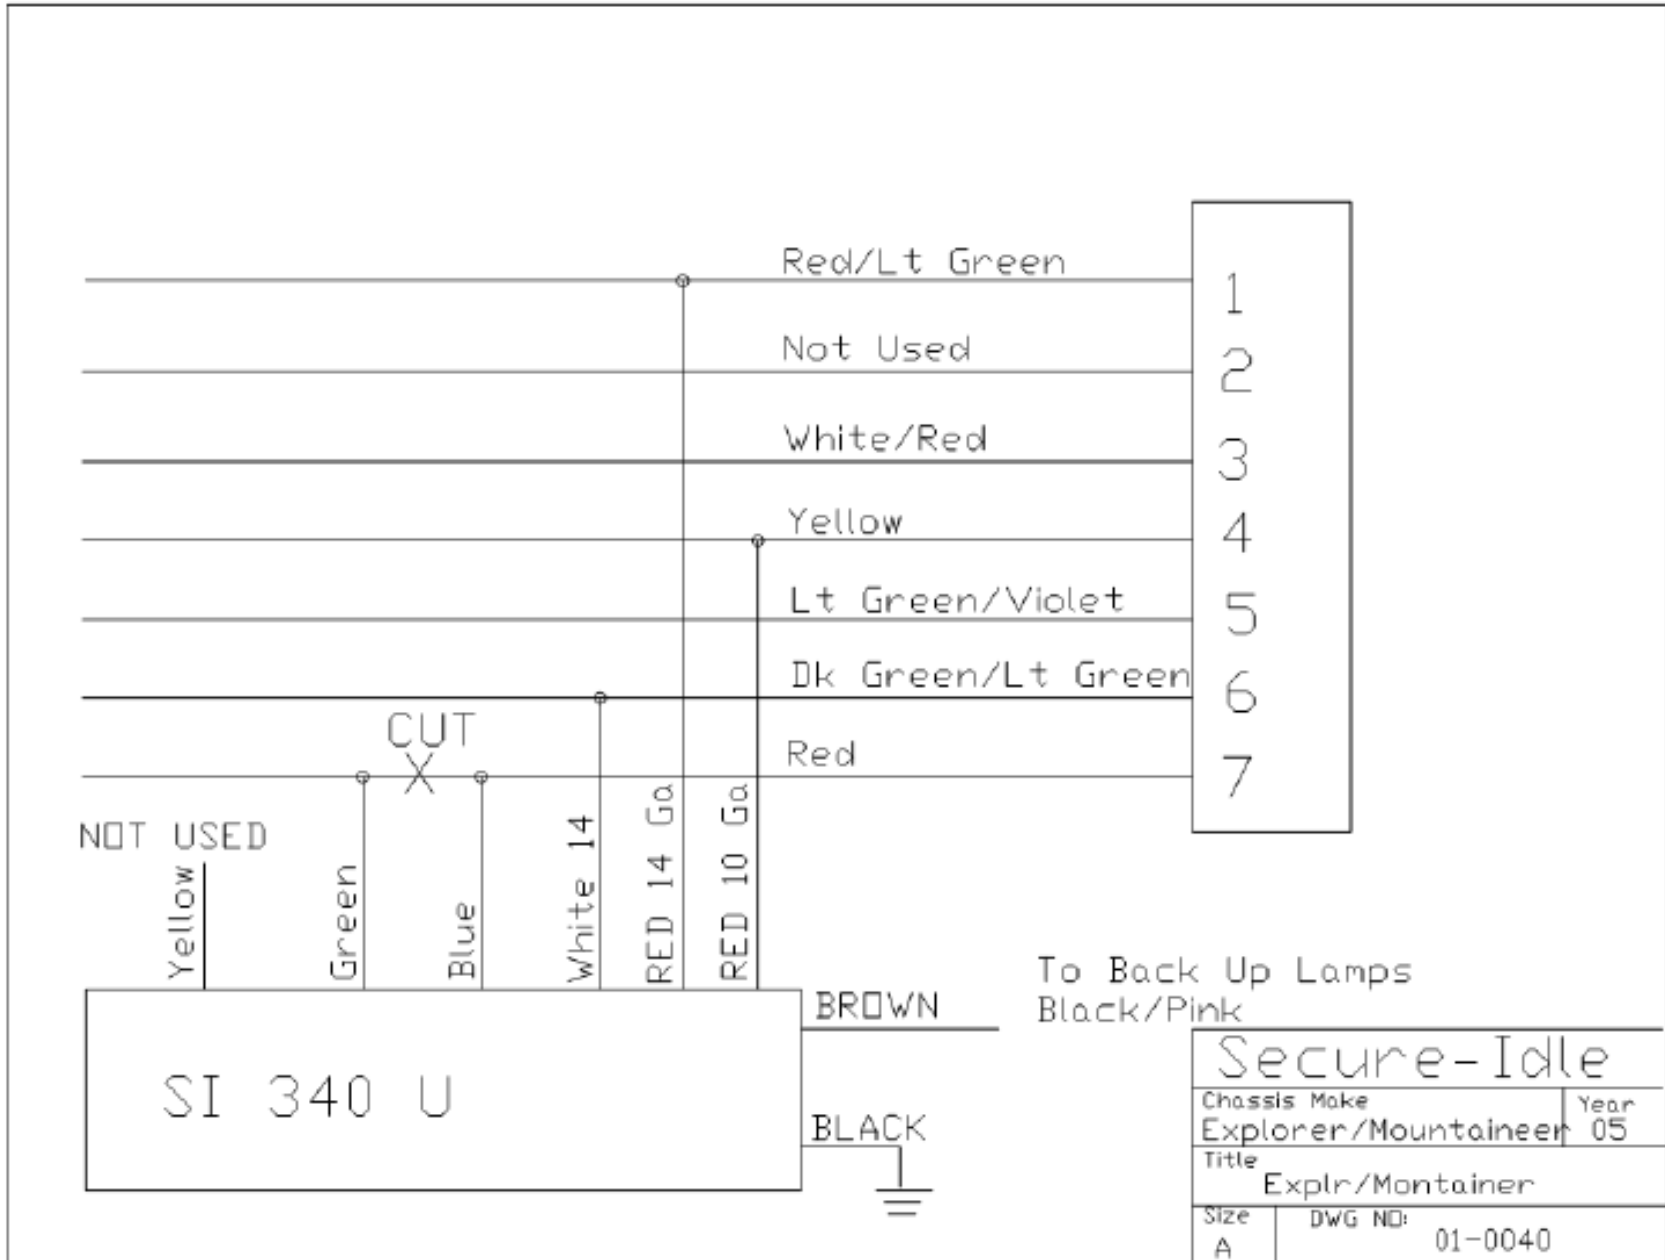 Red/Lt Green
1
Not Used
2
White/Red
3
Yellow
4
Lt Green/Violet
5
Dk Green/Lt Green
6
CUT
X
Red
7
NOT USED
Yellow
Green
Blue
White 14
RED 14 Ga
RED 10 Ga
To Back Up Lamps
Black/Pink
BROWN
SI 340 U
BLACK
Secure-Idle
Chassis Make
Year
Explorer/Mountaineer
05
Title
Explr/Montainer
Size
A
DWG NO:
01-0040